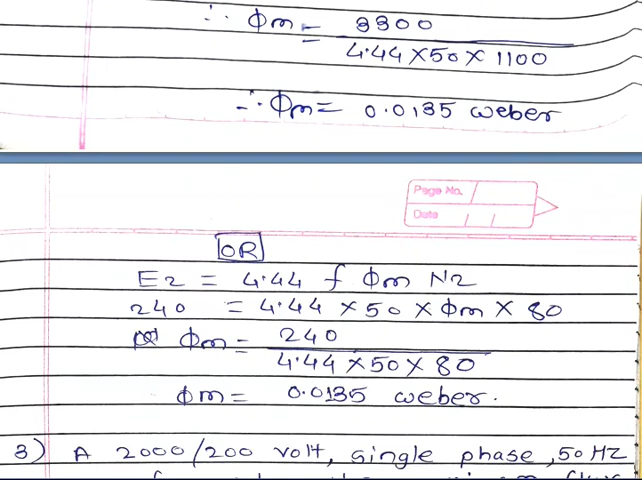 ∴ ϕm = 3300
4.44 × 50 × 1100
∴ ϕm = 0.0135 weber
Page No.
Date
OR
E2 = 4.44 f ϕm N2
240 = 4.44 × 50 × ϕm × 80
ϕm = 240
4.44 × 50 × 80
ϕm = 0.0135 weber.
3) A 2000/200 volt, single phase, 50 HZ